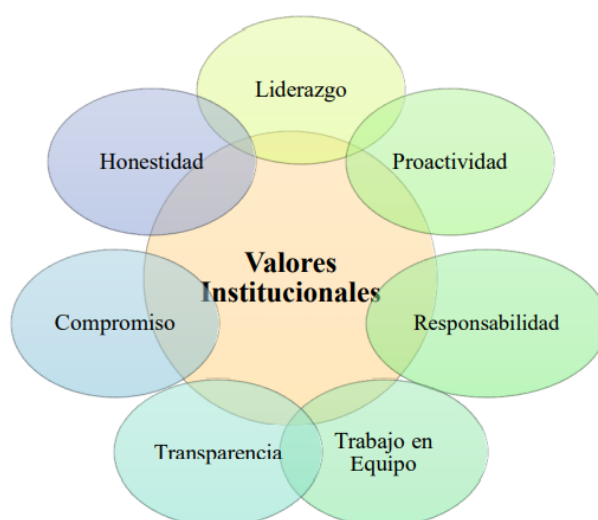 Liderazgo
Honestidad
Proactividad
Valores
Institucionales
Compromiso
Responsabilidad
Transparencia
Trabajo en
Equipo